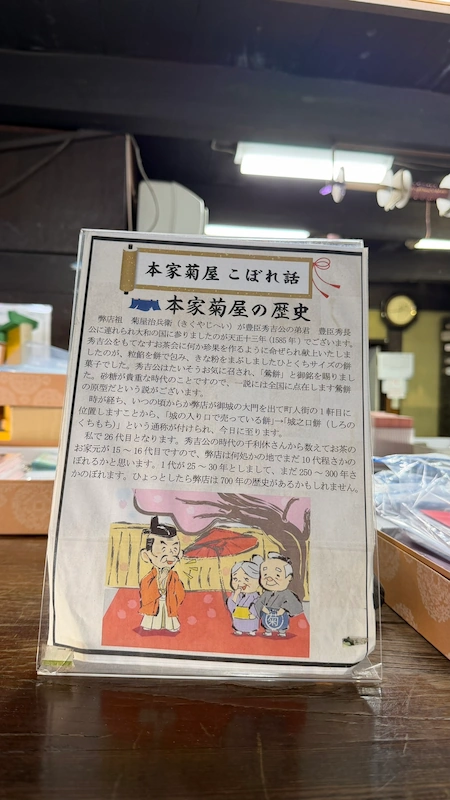 本家菊屋 こぼれ話
本家菊屋の歴史
弊店祖 菊屋治兵衛（きくやじへい）が豊臣秀吉公の弟君 豊臣秀長
公に連れられ大和の国に参りましたのが天正十三年（1585年）でございます。
秀吉公をもてなすお茶会に何か珍菓を作るように命ぜられ献上いたしま
したのが、粒餡を餅で包み、きな粉をまぶしましたひとくちサイズの餅
菓子でした。秀吉公はたいそうお気に召され、「鶯餅」と御銘を賜りまし
た。砂糖が貴重な時代のことですので、一説には全国に点在します鶯餅
の原型だという説がございます。
時が経ち、いつの頃からか弊店が御城の大門を出て町人街の１軒目に
位置しますことから、「城の入り口で売っている餅」→「城之口餅（しろの
くちもち）」という通称が付けられ、今日に至ります。
私で26代目となります。秀吉公の時代の千利休さんから数えてお茶の
お家元が15～16代目ですので、弊店は何処かの地でまだ10代程さかの
ぼれるかと思います。1代が25～30年としまして、まだ250～300年さ
かのぼれます。ひょっとしたら弊店は700年の歴史があるかもしれません。
菊